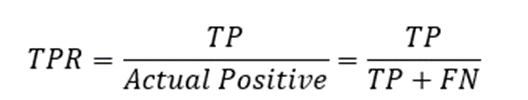 TPR = TP / Actual Positive = TP / TP + FN